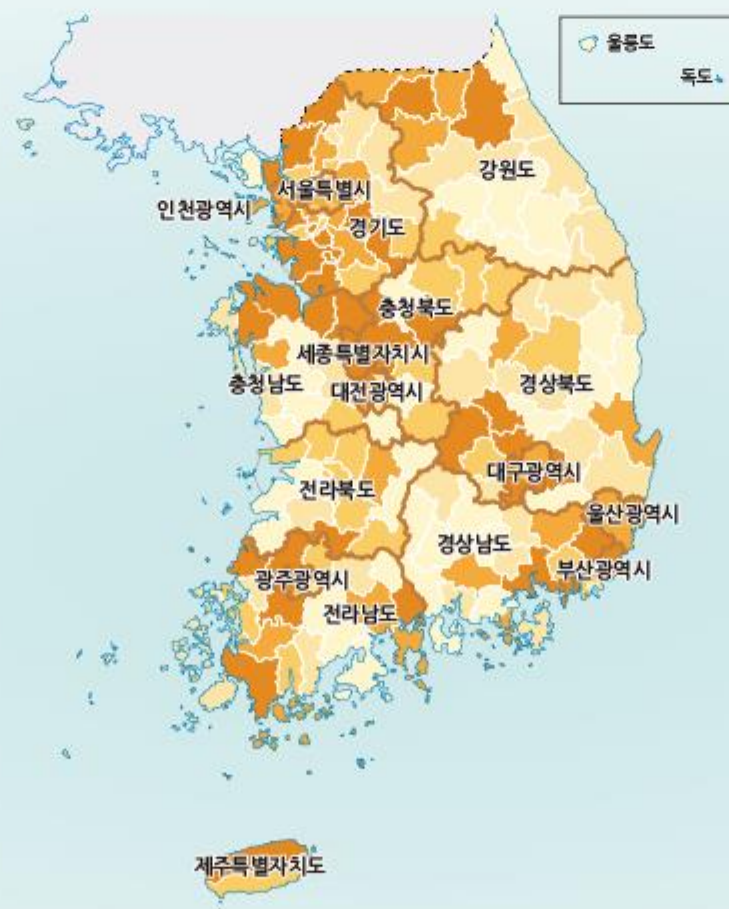 울릉도
독도
강원도
서울특별시
인천광역시
경기도
충청북도
세종특별자치시
충청남도
대전광역시
경상북도
대구광역시
전라북도
울산광역시
경상남도
부산광역시
광주광역시
전라남도
제주특별자치도